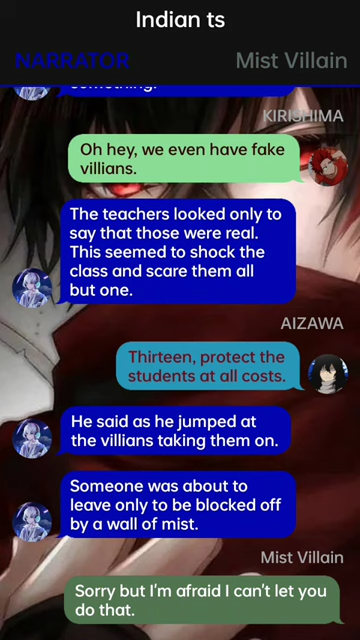 Indian ts
NARRATOR
Mist Villain
something.
KIRISHIMA
Oh hey, we even have fake
villians.
The teachers looked only to
say that those were real.
This seemed to shock the
class and scare them all
but one.
AIZAWA
Thirteen, protect the
students at all costs.
He said as he jumped at
the villians taking them on.
Someone was about to
leave only to be blocked off
by a wall of mist.
Mist Villain
Sorry but I'm afraid I can't let you
do that.